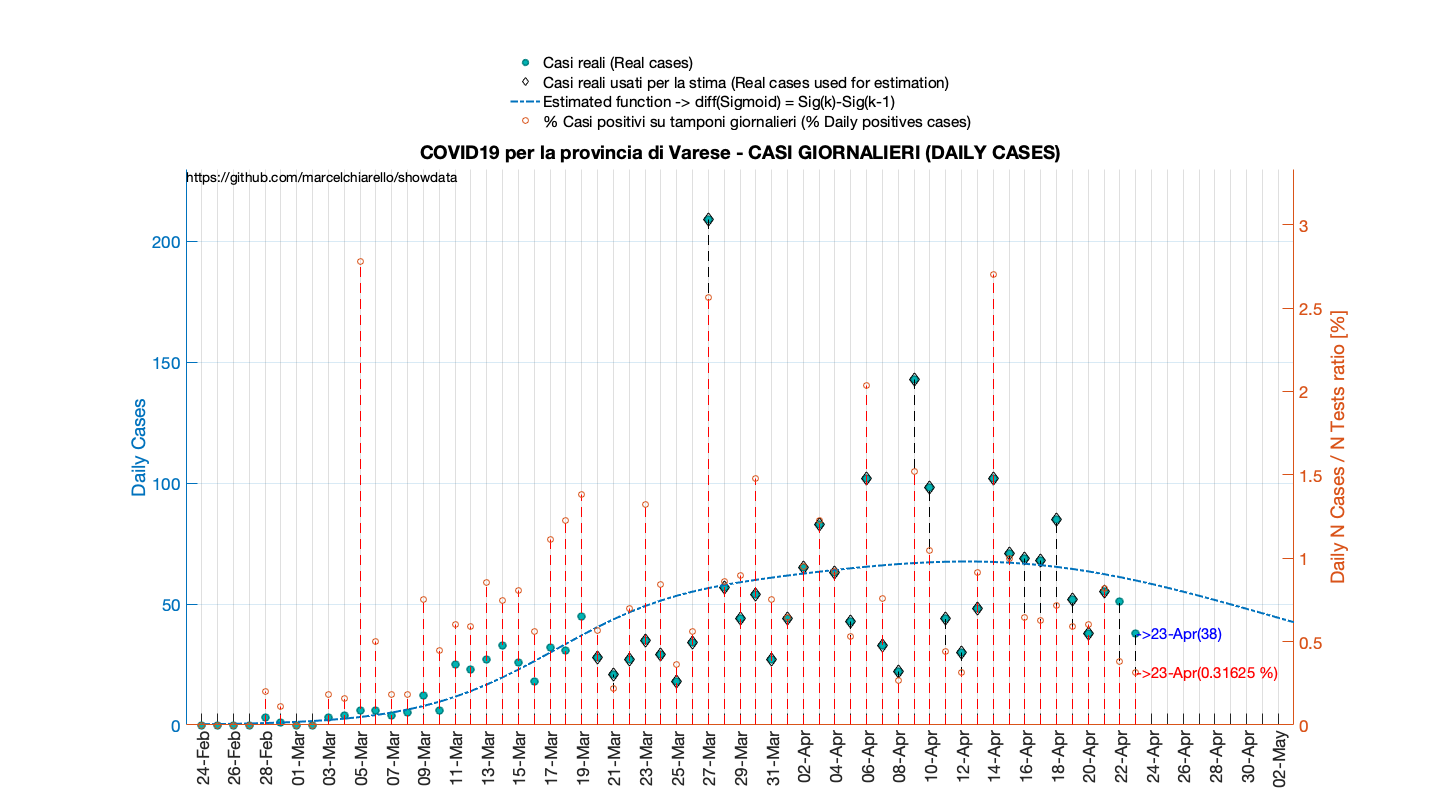 Casi reali (Real cases)
Casi reali usati per la stima (Real cases used for estimation)
Estimated function -> diff(Sigmoid) = Sig(k)-Sig(k-1)
% Casi positivi su tamponi giornalieri (% Daily positives cases)
COVID19 per la provincia di Varese - CASI GIORNALIERI (DAILY CASES)
https://github.com/marcelchiarello/showdata
Daily Cases
200
150
100
50
0
3
2.5
2
1.5
1
0.5
0
Daily N Cases / N Tests ratio [%]
->23-Apr(38)
->23-Apr(0.31625 %)
24-Feb
26-Feb
28-Feb
01-Mar
03-Mar
05-Mar
07-Mar
09-Mar
11-Mar
13-Mar
15-Mar
17-Mar
19-Mar
21-Mar
23-Mar
25-Mar
27-Mar
29-Mar
31-Mar
02-Apr
04-Apr
06-Apr
08-Apr
10-Apr
12-Apr
14-Apr
16-Apr
18-Apr
20-Apr
22-Apr
24-Apr
26-Apr
28-Apr
30-Apr
02-May